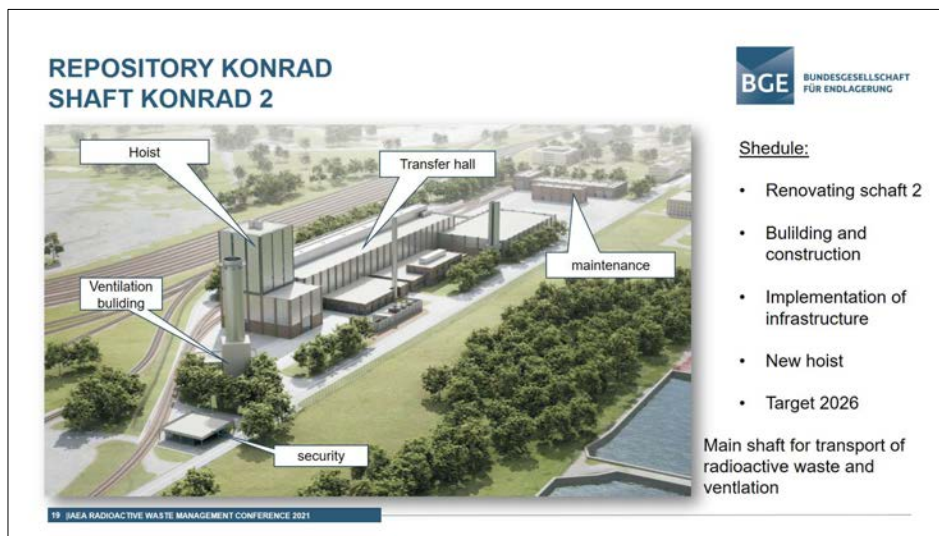 REPOSITORY KONRAD
SHAFT KONRAD 2
BGE
BUNDESGESELLSCHAFT
FÜR ENDLAGERUNG
Hoist
Transfer hall
maintenance
Ventilation
buliding
security
Shedule:
• Renovating schaft 2
• Bulilding and
construction
• Implementation of
infrastructure
• New hoist
• Target 2026
Main shaft for transport of
radioactive waste and
ventlation
19 |IAEA RADIOACTIVE WASTE MANAGEMENT CONFERENCE 2021